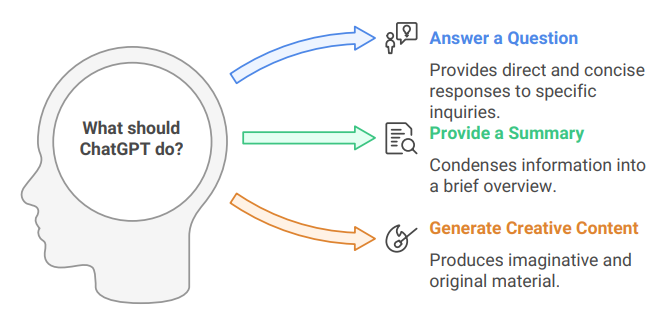 What should
ChatGPT do?
Answer a Question
Provides direct and concise
responses to specific
inquiries.
Provide a Summary
Condenses information into
a brief overview.
Generate Creative Content
Produces imaginative and
original material.